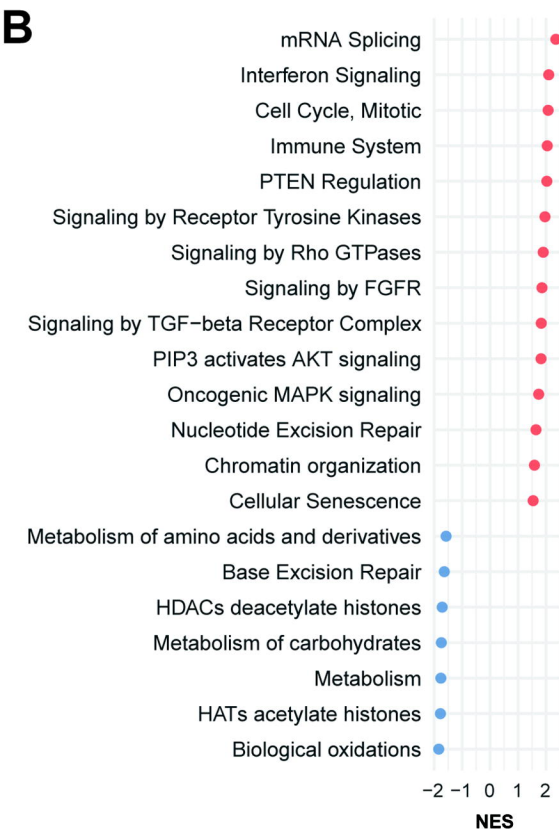 B
mRNA Splicing
Interferon Signaling
Cell Cycle, Mitotic
Immune System
PTEN Regulation
Signaling by Receptor Tyrosine Kinases
Signaling by Rho GTPases
Signaling by FGFR
Signaling by TGF−beta Receptor Complex
PIP3 activates AKT signaling
Oncogenic MAPK signaling
Nucleotide Excision Repair
Chromatin organization
Cellular Senescence
Metabolism of amino acids and derivatives
Base Excision Repair
HDACs deacetylate histones
Metabolism of carbohydrates
Metabolism
HATs acetylate histones
Biological oxidations
−2 −1 0 1 2
NES